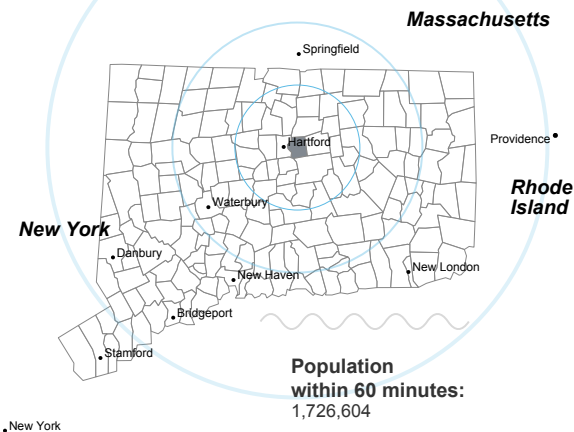 Massachusetts
Springfield
Hartford
Providence
Rhode
Island
Waterbury
New York
Danbury
New London
New Haven
Bridgeport
Stamford
Population
within 60 minutes:
1,726,604
New York